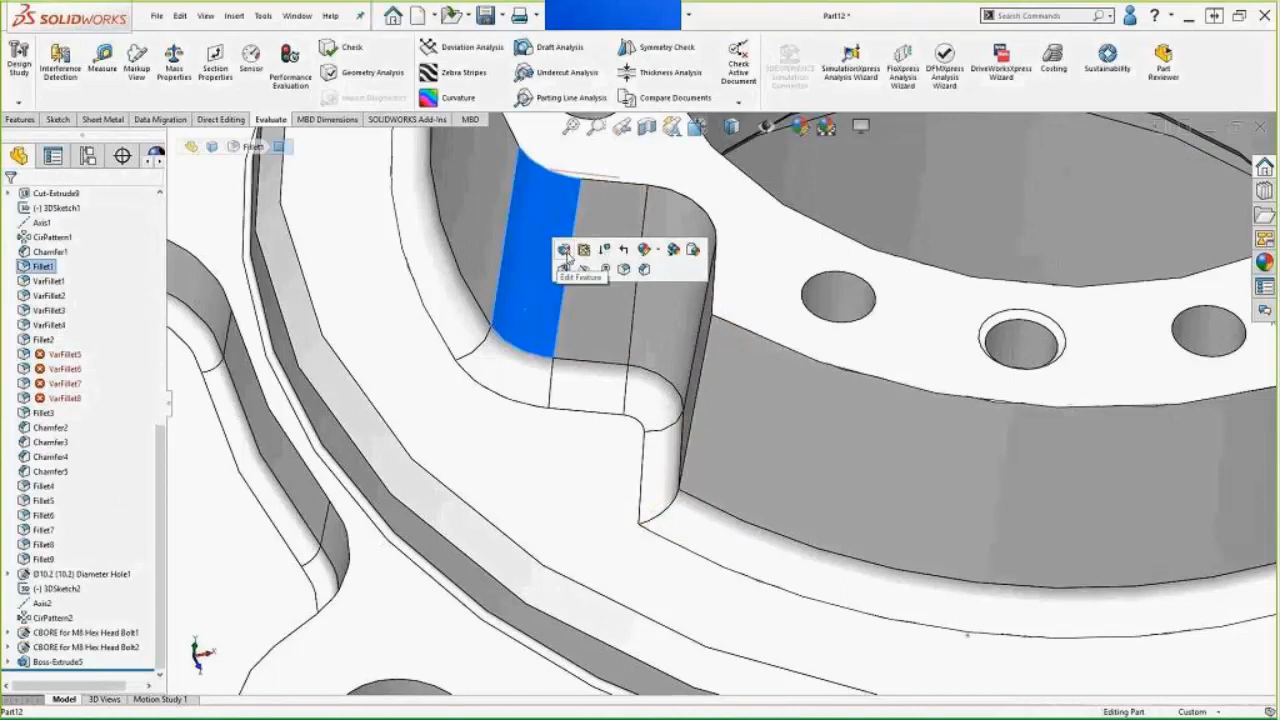 SOLIDWORKS
File Edit View Insert Tools Window Help
Part12 *
Search Commands
Design Study
Interference Detection
Measure
Markup View
Mass Properties
Section Properties
Sensor
Performance Evaluation
Check
Geometry Analysis
Import Diagnostics
Deviation Analysis
Zebra Stripes
Curvature
Draft Analysis
Undercut Analysis
Parting Line Analysis
Symmetry Check
Thickness Analysis
Compare Documents
Check Active Document
SimulationXpress Analysis Wizard
FloXpress Analysis Wizard
DFMXpress Analysis Wizard
DriveWorksXpress Wizard
Costing
Sustainability
Part Reviewer
Features Sketch Sheet Metal Data Migration Direct Editing Evaluate MBD Dimensions SOLIDWORKS Add-Ins MBD
Cut-Extrude9
(-) 3DSketch1
Axis1
CirPattern1
Chamfer1
Fillet1
VarFillet1
VarFillet2
VarFillet3
VarFillet4
Fillet2
VarFillet5
VarFillet6
VarFillet7
VarFillet8
Fillet3
Chamfer2
Chamfer3
Chamfer4
Chamfer5
Fillet4
Fillet5
Fillet6
Fillet7
Fillet8
Fillet9
Ø10.2 (10.2) Diameter Hole1
(-) 3DSketch2
Axis2
CirPattern2
CBORE for M8 Hex Head Bolt1
CBORE for M8 Hex Head Bolt2
Boss-Extrude5
Edit Feature
Model 3D Views Motion Study 1
Part12
Editing Part Custom